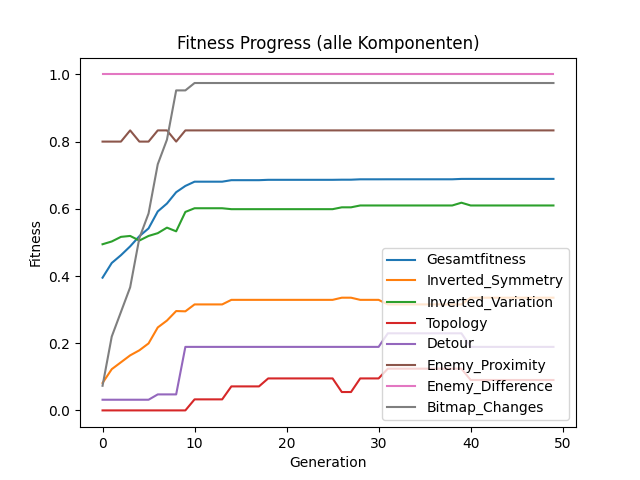 Fitness Progress (alle Komponenten)
Fitness
1.0
0.8
0.6
0.4
0.2
0.0
Gesamtfitness
Inverted_Symmetry
Inverted_Variation
Topology
Detour
Enemy_Proximity
Enemy_Difference
Bitmap_Changes
0 10 20 30 40 50
Generation